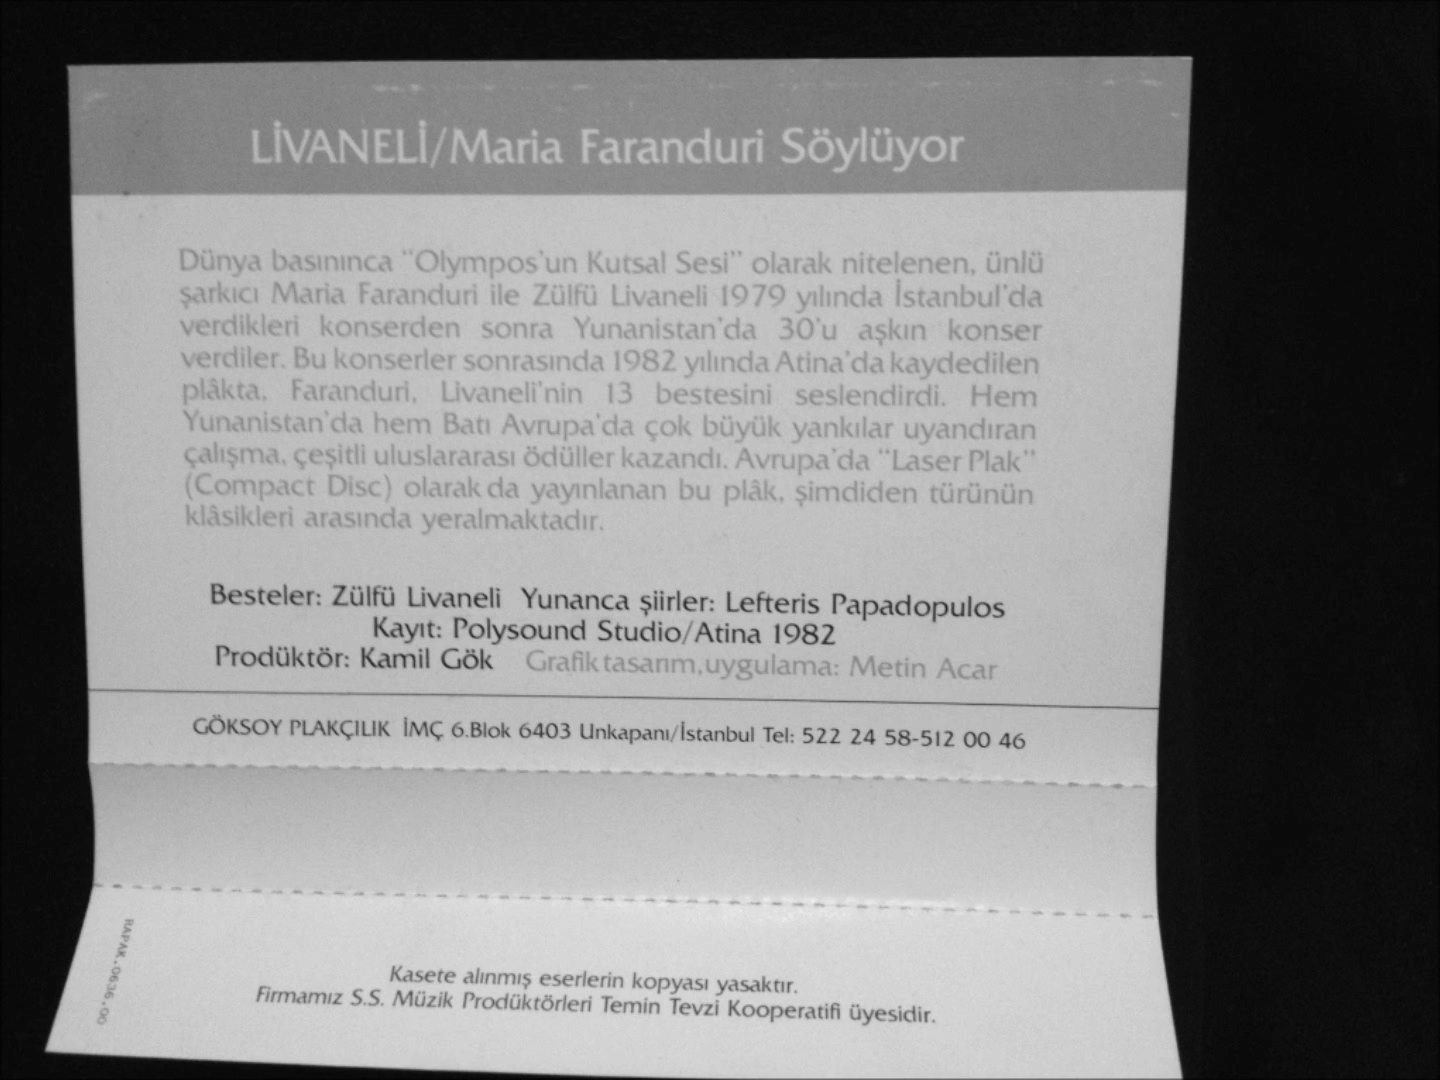 LİVANELİ/Maria Faranduri Söylüyor
Dünya basınınca "Olympos'un Kutsal Sesi" olarak nitelenen, ünlü
şarkıcı Maria Faranduri ile Zülfü Livaneli 1979 yılında İstanbul'da
verdikleri konserden sonra Yunanistan'da 30'u aşkın konser
verdiler. Bu konserler sonrasında 1982 yılında Atina'da kaydedilen
plâkta, Faranduri, Livaneli'nin 13 bestesini seslendirdi. Hem
Yunanistan'da hem Batı Avrupa'da çok büyük yankılar uyandıran
çalışma, çeşitli uluslararası ödüller kazandı. Avrupa'da "Laser Plak"
(Compact Disc) olarak da yayınlanan bu plâk, şimdiden türünün
klâsikleri arasında yeralmaktadır.
Besteler: Zülfü Livaneli Yunanca şiirler: Lefteris Papadopulos
Kayıt: Polysound Studio/Atina 1982
Prodüktör: Kamil Gök Grafik tasarım, uygulama: Metin Acar
GÖKSOY PLAKÇILIK İMÇ 6.Blok 6403 Unkapanı/İstanbul Tel: 522 24 58-512 00 46
RAPAK.0636.00
Kasete alınmış eserlerin kopyası yasaktır.
Firmamız S.S. Müzik Prodüktörleri Temin Tevzi Kooperatifi üyesidir.